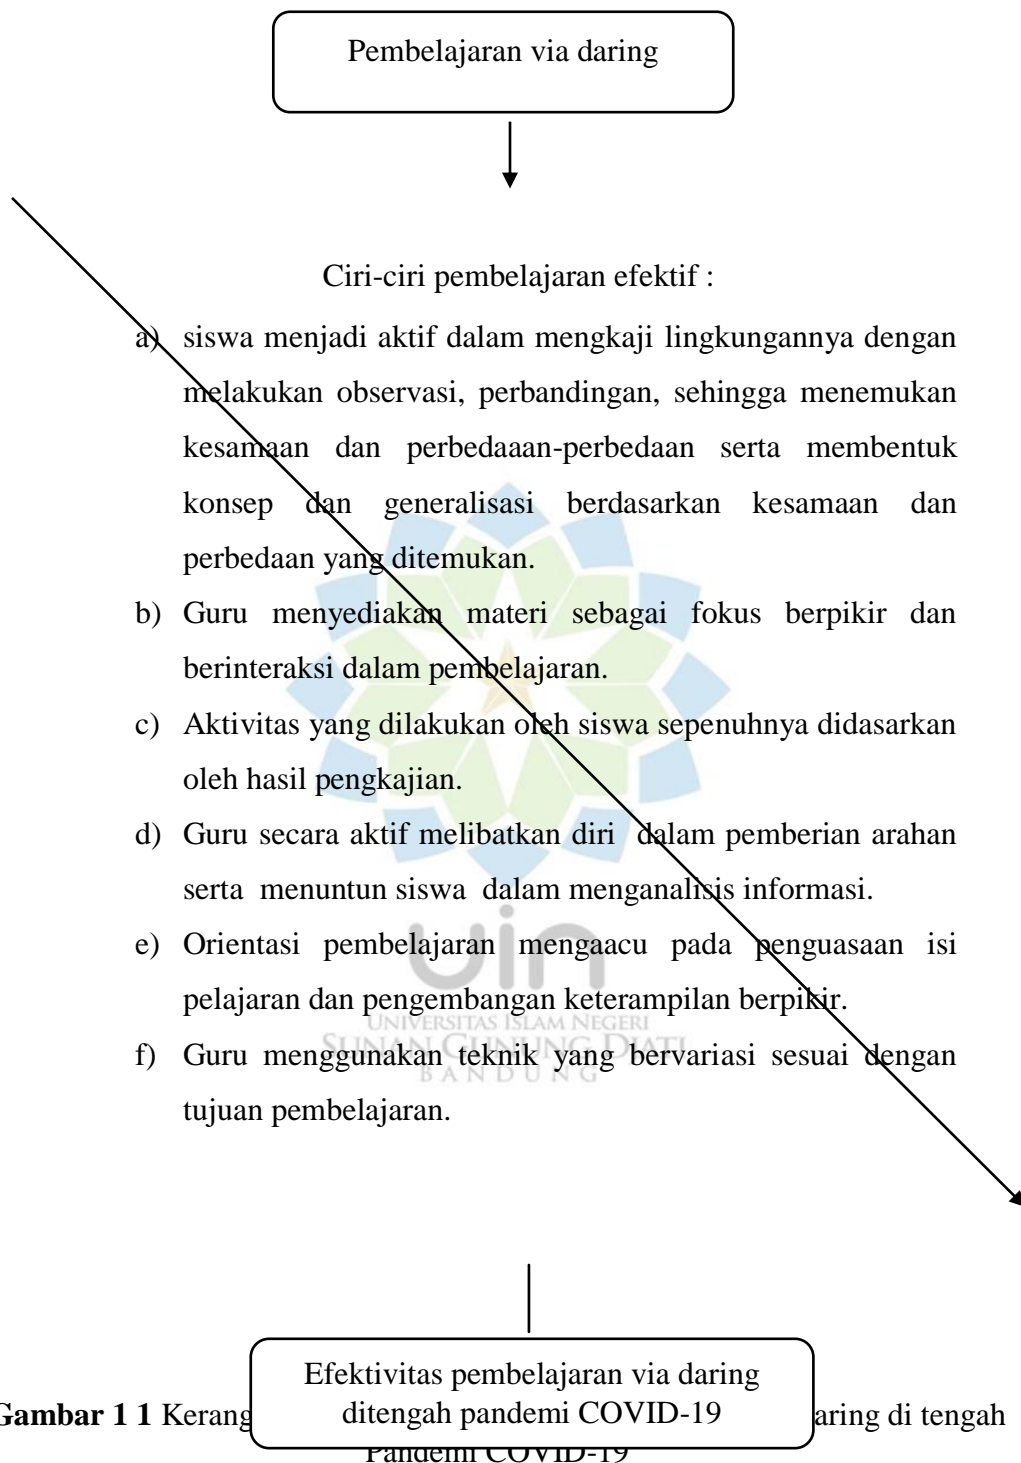 Pembelajaran via daring
Ciri-ciri pembelajaran efektif :
a) siswa menjadi aktif dalam mengkaji lingkungannya dengan
melakukan observasi, perbandingan, sehingga menemukan
kesamaan dan perbedaaan-perbedaan serta membentuk
konsep dan generalisasi berdasarkan kesamaan dan
perbedaan yang ditemukan.
b) Guru menyediakan materi sebagai fokus berpikir dan
berinteraksi dalam pembelajaran.
c) Aktivitas yang dilakukan oleh siswa sepenuhnya didasarkan
oleh hasil pengkajian.
d) Guru secara aktif melibatkan diri dalam pemberian arahan
serta menuntun siswa dalam menganalisis informasi.
uin
e) Orientasi pembelajaran mengaacu pada penguasaan isi
pelajaran dan pengembangan keterampilan berpikir.
UNIVERSITAS ISLAM NEGERI
SUNAN GUNUNG DJATI
BANDUNG
f) Guru menggunakan teknik yang bervariasi sesuai dengan
tujuan pembelajaran.
Efektivitas pembelajaran via daring
ditengah pandemi COVID-19
Gambar 1 1 Kerang aring di tengah
Pandemi COVID-19